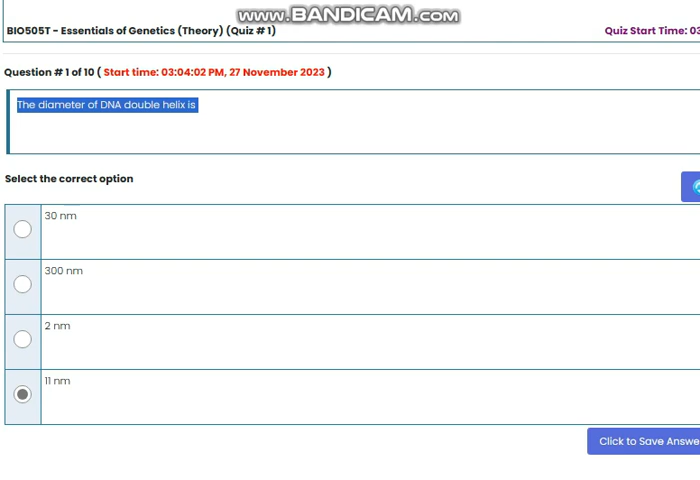 www.BANDICAM.com
BIO505T - Essentials of Genetics (Theory) (Quiz # 1)
Quiz Start Time: 03
Question # 1 of 10 ( Start time: 03:04:02 PM, 27 November 2023 )
The diameter of DNA double helix is
Select the correct option
30 nm
300 nm
2 nm
11 nm
Click to Save Answe